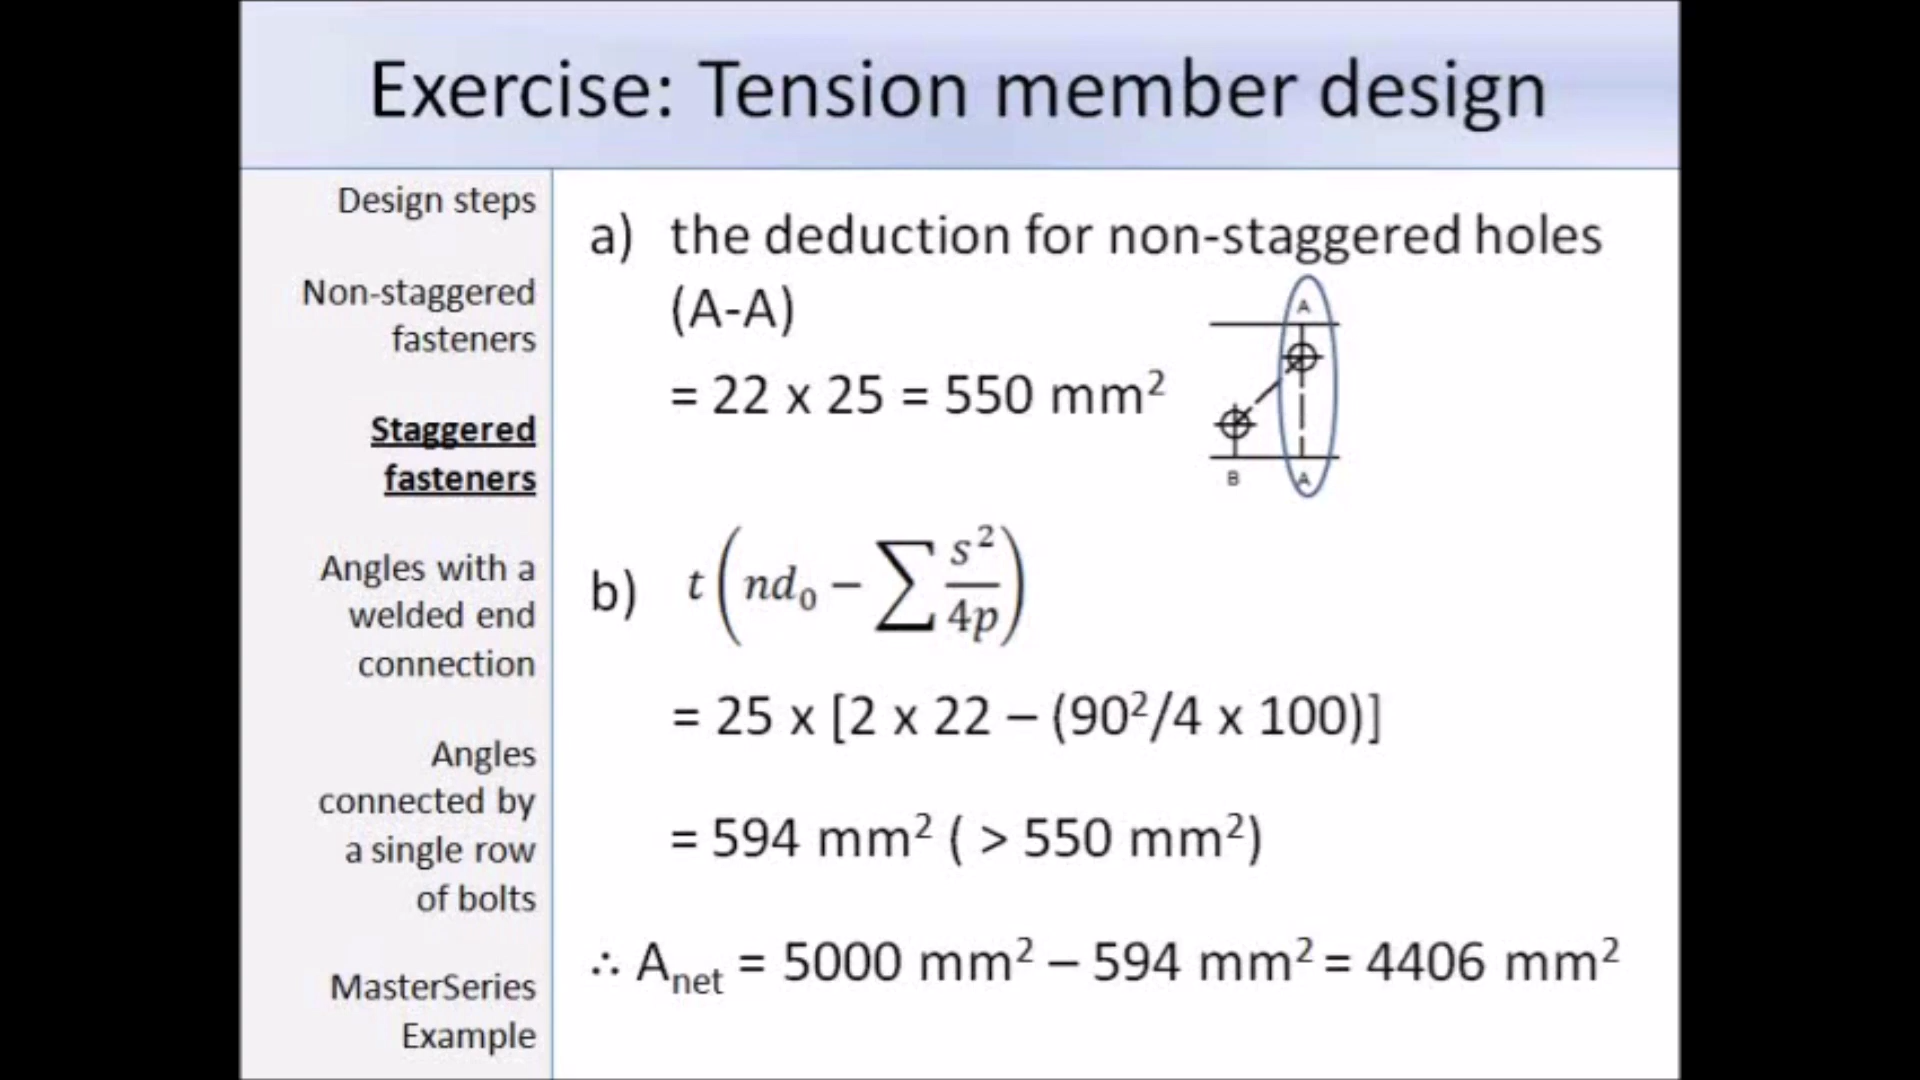 Exercise: Tension member design
Design steps
Non-staggered
fasteners
Staggered
fasteners
Angles with a
welded end
connection
Angles
connected by
a single row
of bolts
MasterSeries
Example
a) the deduction for non-staggered holes
(A-A)
= 22 x 25 = 550 mm²
A
B A
b) t(nd₀ − ∑ s²/4p)
= 25 x [2 x 22 – (90²/4 x 100)]
= 594 mm² ( > 550 mm²)
∴ Aₙₑₜ = 5000 mm² – 594 mm² = 4406 mm²